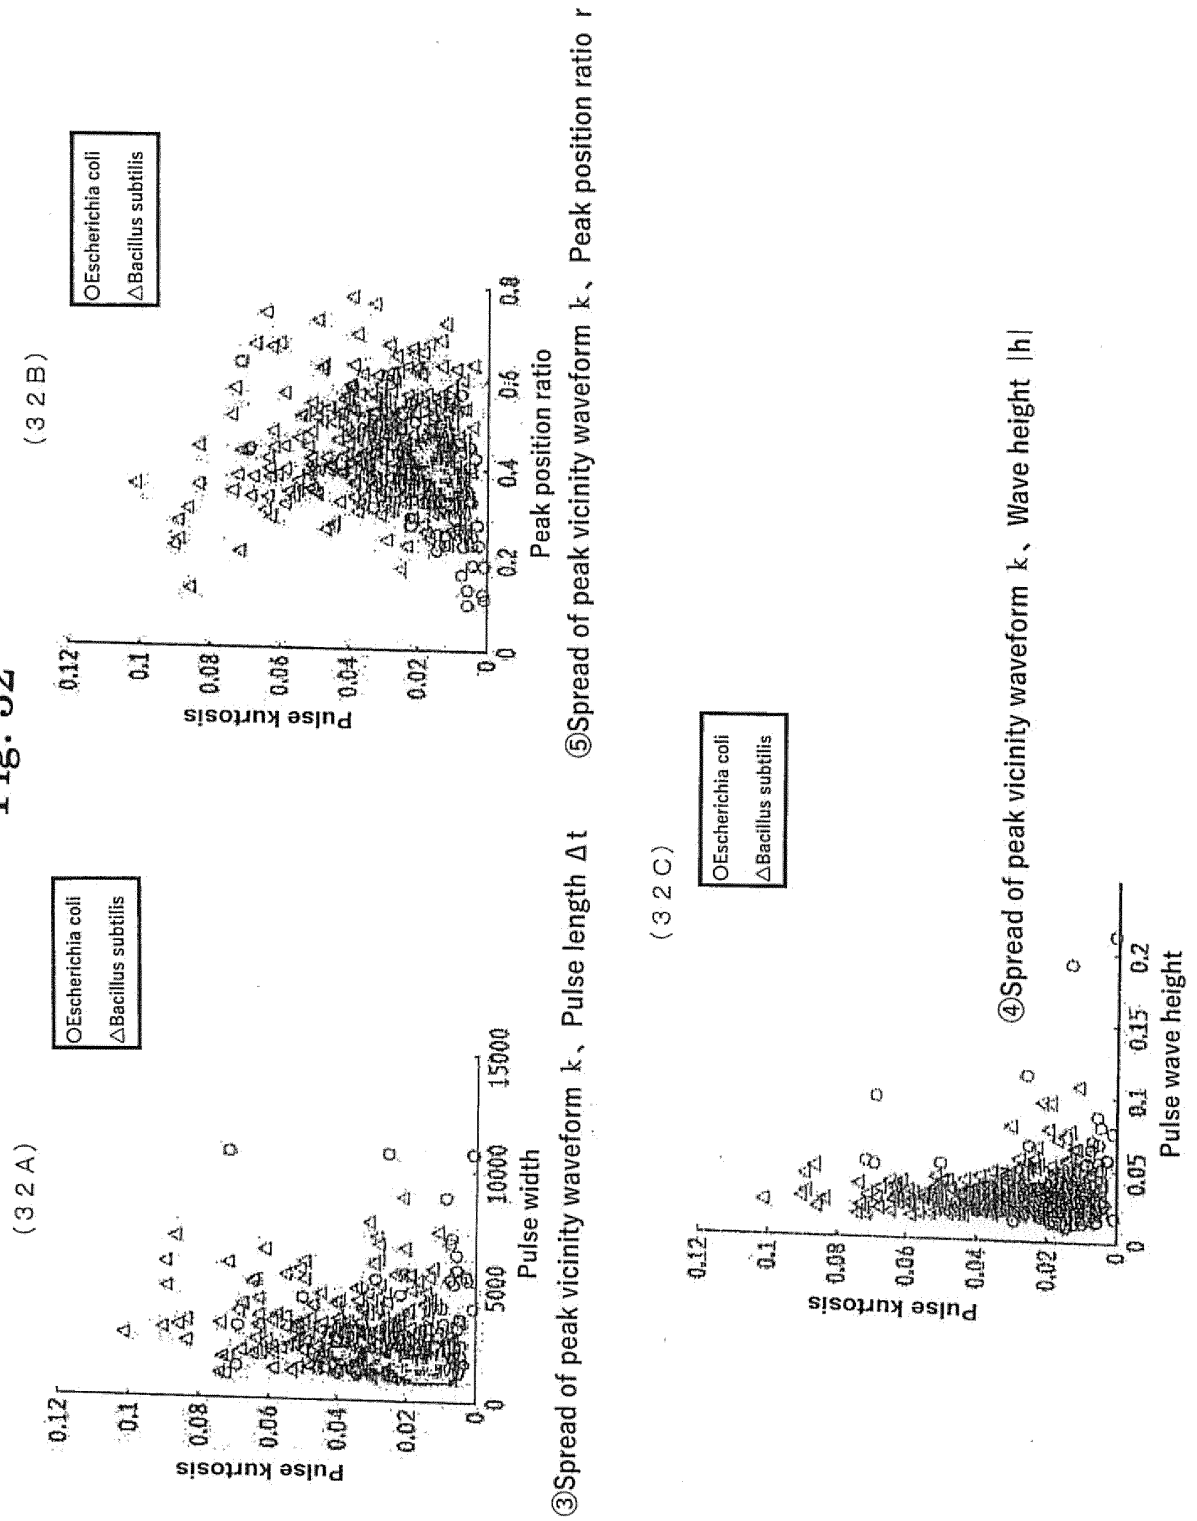 Fig. 32
(32A)
○Escherichia coli
△Bacillus subtilis
Pulse kurtosis
0.12
0.1
0.08
0.06
0.04
0.02
0
0
5000
10000
15000
Pulse width
③Spread of peak vicinity waveform k、Pulse length Δt
(32B)
○Escherichia coli
△Bacillus subtilis
Pulse kurtosis
0.12
0.1
0.08
0.06
0.04
0.02
0
0
0.2
0.4
0.6
0.8
Peak position ratio
⑤Spread of peak vicinity waveform k、Peak position ratio r
(32C)
○Escherichia coli
△Bacillus subtilis
Pulse kurtosis
0.12
0.1
0.08
0.06
0.04
0.02
0
0
0.05
0.1
0.15
0.2
Pulse wave height
④Spread of peak vicinity waveform k、Wave height |h|